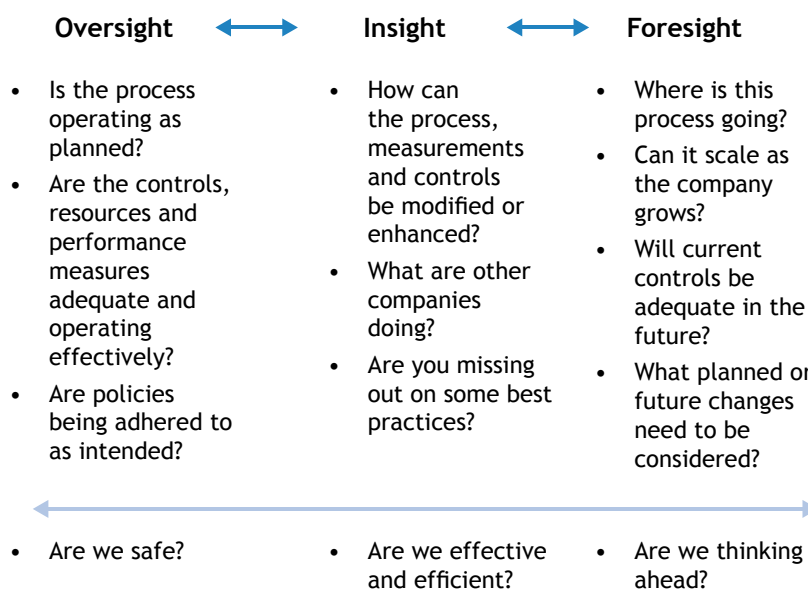 Oversight
• Is the process
operating as
planned?
• Are the controls,
resources and
performance
measures
adequate and
operating
effectively?
• Are policies
being adhered to
as intended?
• Are we safe?
Insight
• How can
the process,
measurements
and controls
be modified or
enhanced?
• What are other
companies
doing?
• Are you missing
out on some best
practices?
• Are we effective
and efficient?
Foresight
• Where is this
process going?
• Can it scale as
the company
grows?
• Will current
controls be
adequate in the
future?
• What planned or
future changes
need to be
considered?
• Are we thinking
ahead?